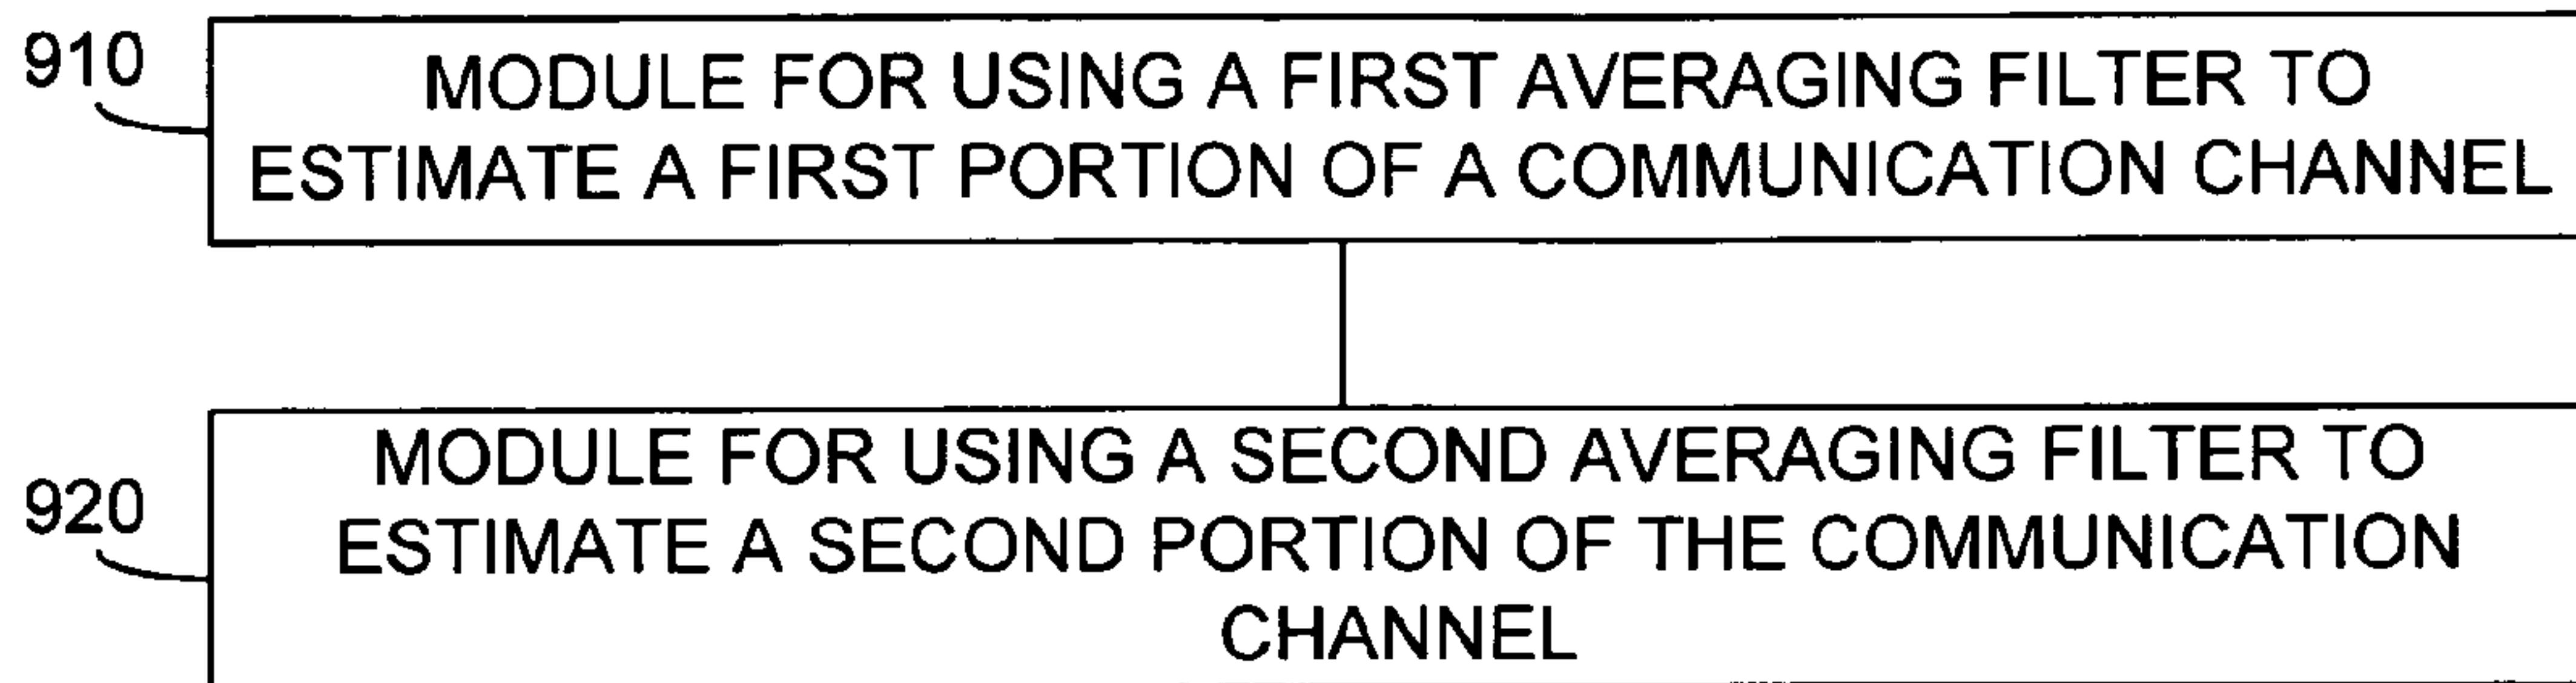 910
MODULE FOR USING A FIRST AVERAGING FILTER TO
ESTIMATE A FIRST PORTION OF A COMMUNICATION CHANNEL
920
MODULE FOR USING A SECOND AVERAGING FILTER TO
ESTIMATE A SECOND PORTION OF THE COMMUNICATION
CHANNEL